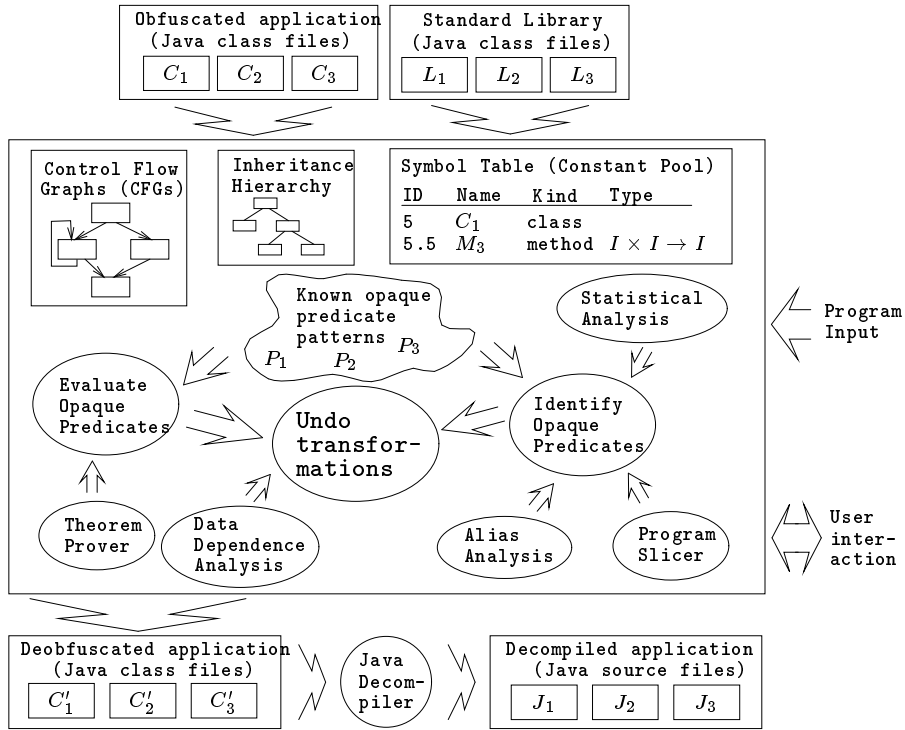 Obfuscated application
(Java class files)
C₁ C₂ C₃
Standard Library
(Java class files)
L₁ L₂ L₃
Control Flow
Graphs (CFGs)
Inheritance
Hierarchy
Symbol Table (Constant Pool)
ID Name Kind Type
5 C₁ class
5.5 M₃ method I × I → I
Known opaque
predicate
patterns
P₁ P₂ P₃
Statistical
Analysis
Program
Input
Evaluate
Opaque
Predicates
Undo
transfor-
mations
Identify
Opaque
Predicates
Theorem
Prover
Data
Dependence
Analysis
Alias
Analysis
Program
Slicer
User
inter-
action
Deobfuscated application
(Java class files)
C′₁ C′₂ C′₃
Java
Decom-
piler
Decompiled application
(Java source files)
J₁ J₂ J₃